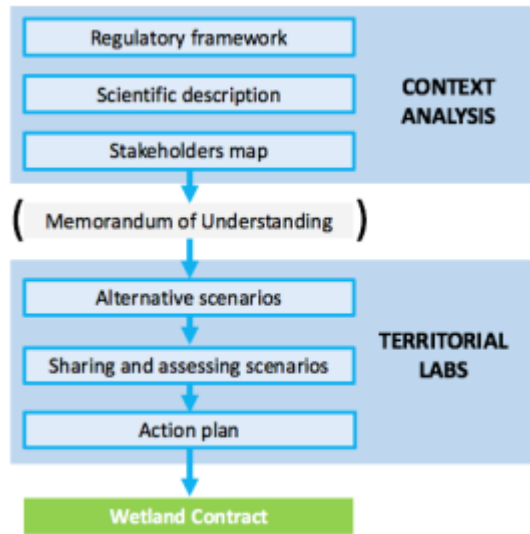 Regulatory framework
Scientific description
Stakeholders map
CONTEXT
ANALYSIS
( Memorandum of Understanding )
Alternative scenarios
Sharing and assessing scenarios
Action plan
TERRITORIAL
LABS
Wetland Contract